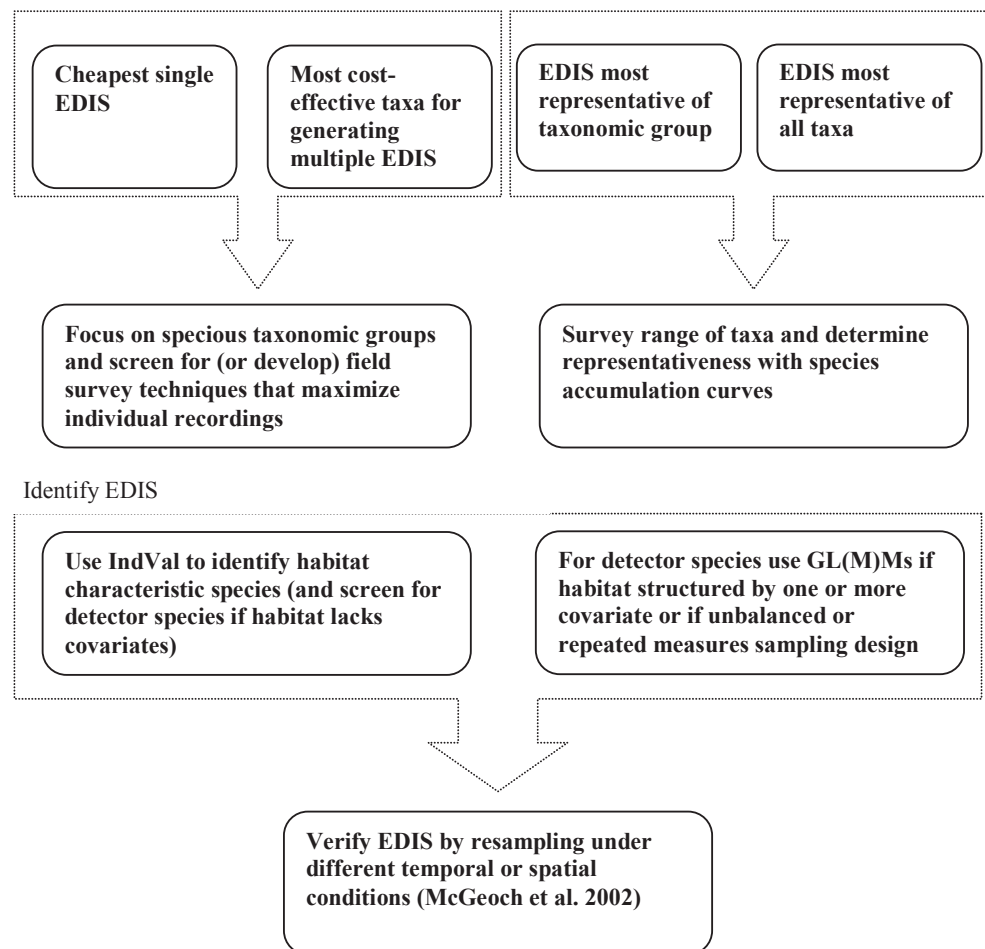 Cheapest single
EDIS
Most cost-
effective taxa for
generating
multiple EDIS
EDIS most
representative of
taxonomic group
EDIS most
representative of
all taxa
Focus on specious taxonomic groups
and screen for (or develop) field
survey techniques that maximize
individual recordings
Survey range of taxa and determine
representativeness with species
accumulation curves
Identify EDIS
Use IndVal to identify habitat
characteristic species (and screen for
detector species if habitat lacks
covariates)
For detector species use GL(M)Ms if
habitat structured by one or more
covariate or if unbalanced or
repeated measures sampling design
Verify EDIS by resampling under
different temporal or spatial
conditions (McGeoch et al. 2002)